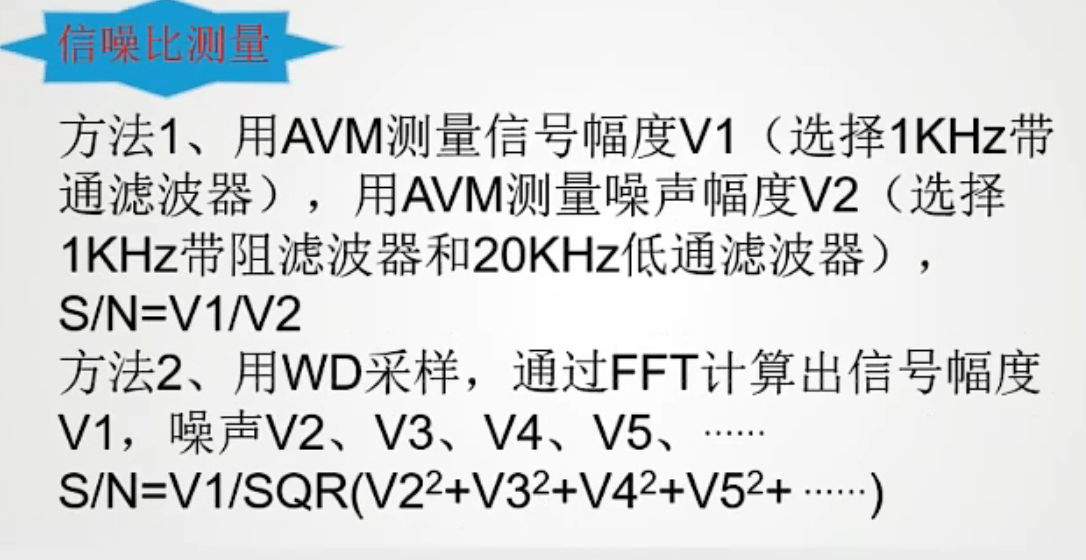 信噪比测量
方法1、用AVM测量信号幅度V1（选择1KHz带
通滤波器），用AVM测量噪声幅度V2（选择
1KHz带阻滤波器和20KHz低通滤波器），
S/N=V1/V2
方法2、用WD采样，通过FFT计算出信号幅度
V1，噪声V2、V3、V4、V5、……
S/N=V1/SQR(V2²+V3²+V4²+V5²+ ……)